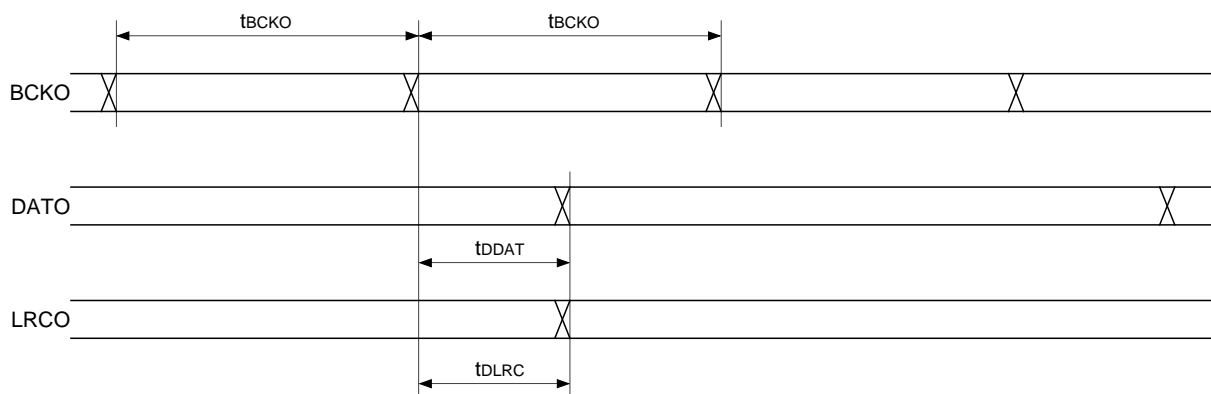 tBCKO tBCKO
BCKO
DATO
tDDAT
LRCO
tDLRC